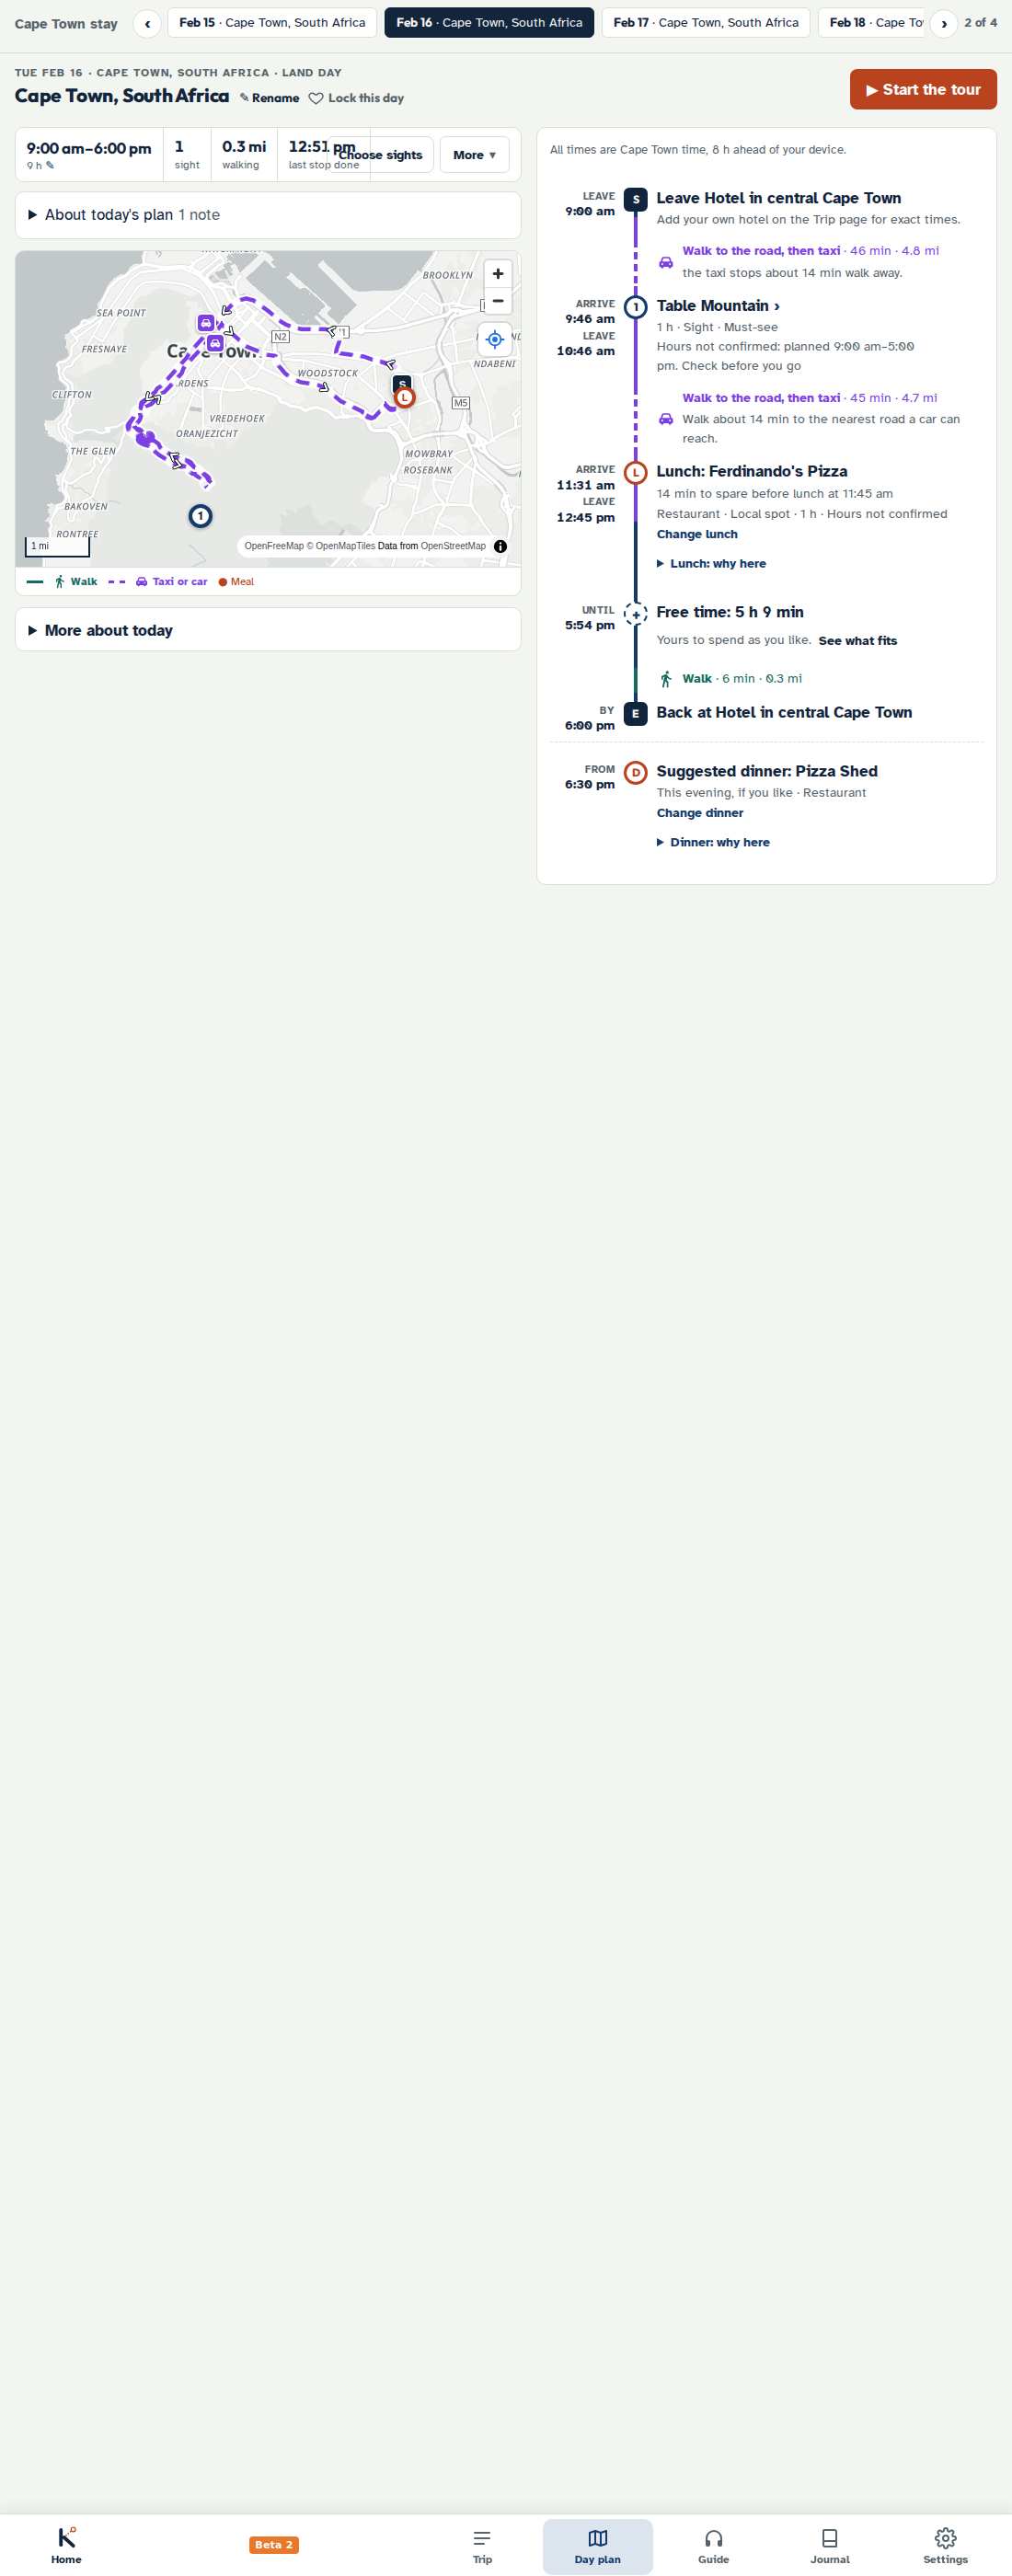 Cape Town stay
‹
Feb 15 · Cape Town, South Africa
Feb 16 · Cape Town, South Africa
Feb 17 · Cape Town, South Africa
Feb 18 · Cape To
›
2 of 4
TUE FEB 16 · CAPE TOWN, SOUTH AFRICA · LAND DAY
Cape Town, South Africa
✎ Rename
Lock this day
▶ Start the tour
9:00 am–6:00 pm
9 h ✎
1
sight
0.3 mi
walking
12:51 pm
last stop done
Choose sights
More ▼
▶ About today's plan 1 note
BROOKLYN
SEA POINT
FRESNAYE
N2
Cape Town
NDABENI
WOODSTOCK
CLIFTON
RDENS
S
L
M5
VREDEHOEK
ORANJEZICHT
THE GLEN
MOWBRAY
ROSEBANK
BAKOVEN
1
RONTREE
1 mi
OpenFreeMap © OpenMapTiles Data from OpenStreetMap
Walk
Taxi or car
Meal
▶ More about today
All times are Cape Town time, 8 h ahead of your device.
LEAVE
9:00 am
S
Leave Hotel in central Cape Town
Add your own hotel on the Trip page for exact times.
Walk to the road, then taxi · 46 min · 4.8 mi
the taxi stops about 14 min walk away.
ARRIVE
9:46 am
LEAVE
10:46 am
1
Table Mountain ›
1 h · Sight · Must-see
Hours not confirmed: planned 9:00 am–5:00
pm. Check before you go
Walk to the road, then taxi · 45 min · 4.7 mi
Walk about 14 min to the nearest road a car can
reach.
ARRIVE
11:31 am
LEAVE
12:45 pm
L
Lunch: Ferdinando's Pizza
14 min to spare before lunch at 11:45 am
Restaurant · Local spot · 1 h · Hours not confirmed
Change lunch
▶ Lunch: why here
UNTIL
5:54 pm
+
Free time: 5 h 9 min
Yours to spend as you like. See what fits
Walk · 6 min · 0.3 mi
BY
6:00 pm
E
Back at Hotel in central Cape Town
FROM
6:30 pm
D
Suggested dinner: Pizza Shed
This evening, if you like · Restaurant
Change dinner
▶ Dinner: why here
Home
Beta 2
Trip
Day plan
Guide
Journal
Settings